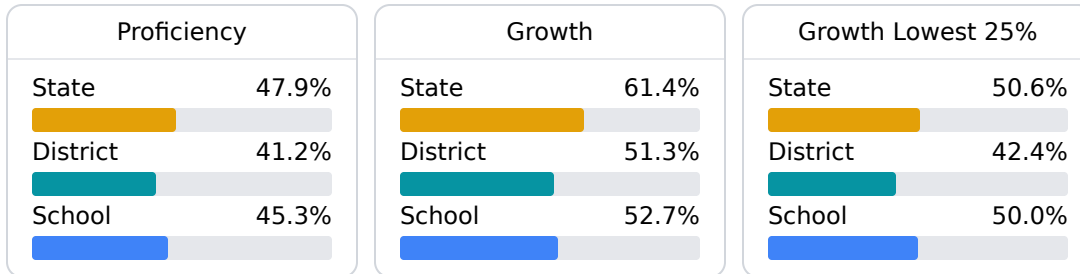 Proficiency
State 47.9%
District 41.2%
School 45.3%
Growth
State 61.4%
District 51.3%
School 52.7%
Growth Lowest 25%
State 50.6%
District 42.4%
School 50.0%